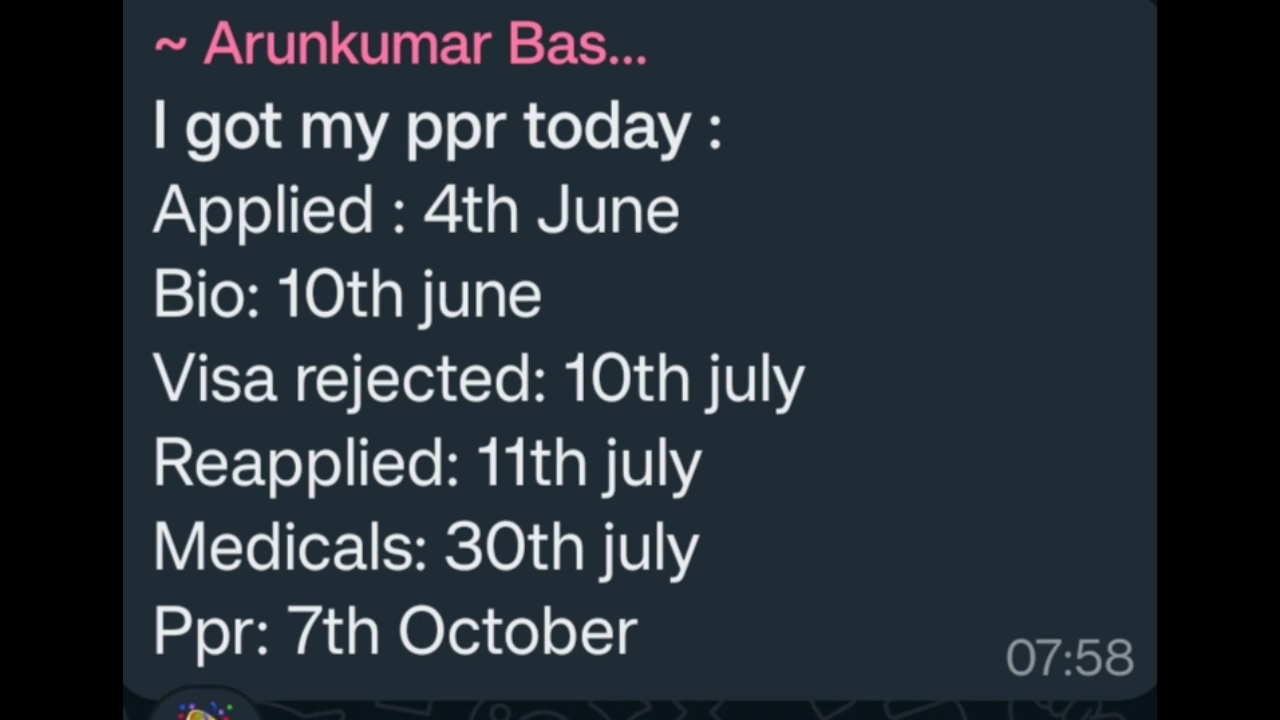 ~ Arunkumar Bas...
I got my ppr today :
Applied : 4th June
Bio: 10th june
Visa rejected: 10th july
Reapplied: 11th july
Medicals: 30th july
Ppr: 7th October
07:58